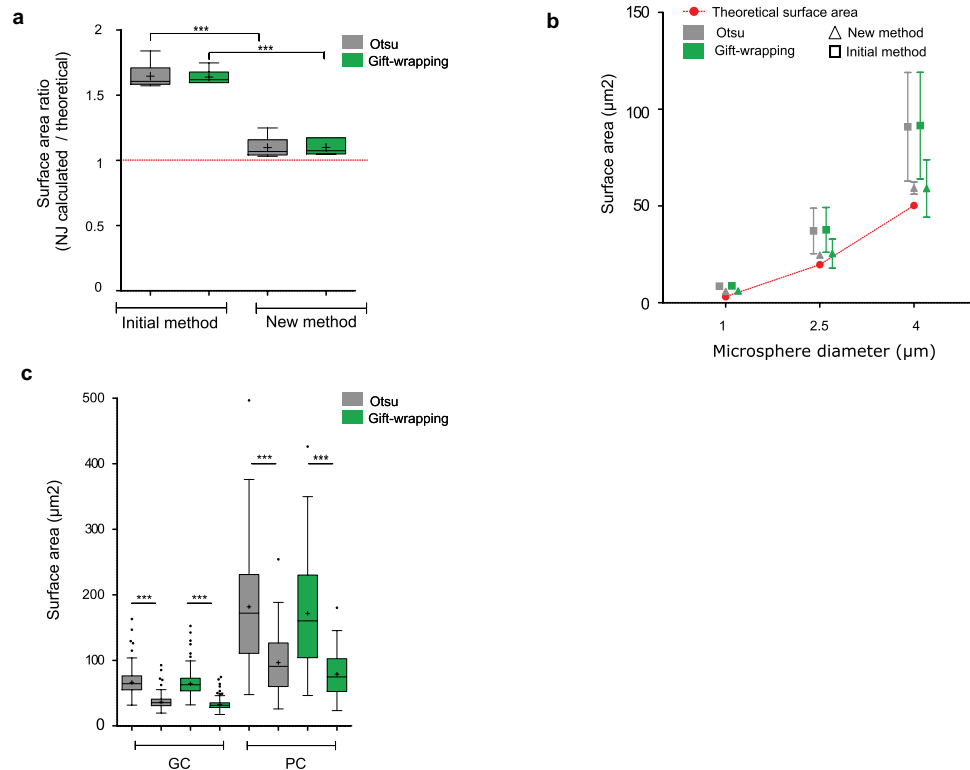 a
Surface area ratio
(NJ calculated / theoretical)
2
1.5
1
0.5
0
***
***
Otsu
Gift-wrapping
Initial method
New method
b
Surface area (µm2)
150
100
50
0
Theoretical surface area
Otsu
Gift-wrapping
New method
Initial method
1
2.5
4
Microsphere diameter (µm)
c
Surface area (µm2)
500
400
300
200
100
0
***
***
***
***
Otsu
Gift-wrapping
GC
PC